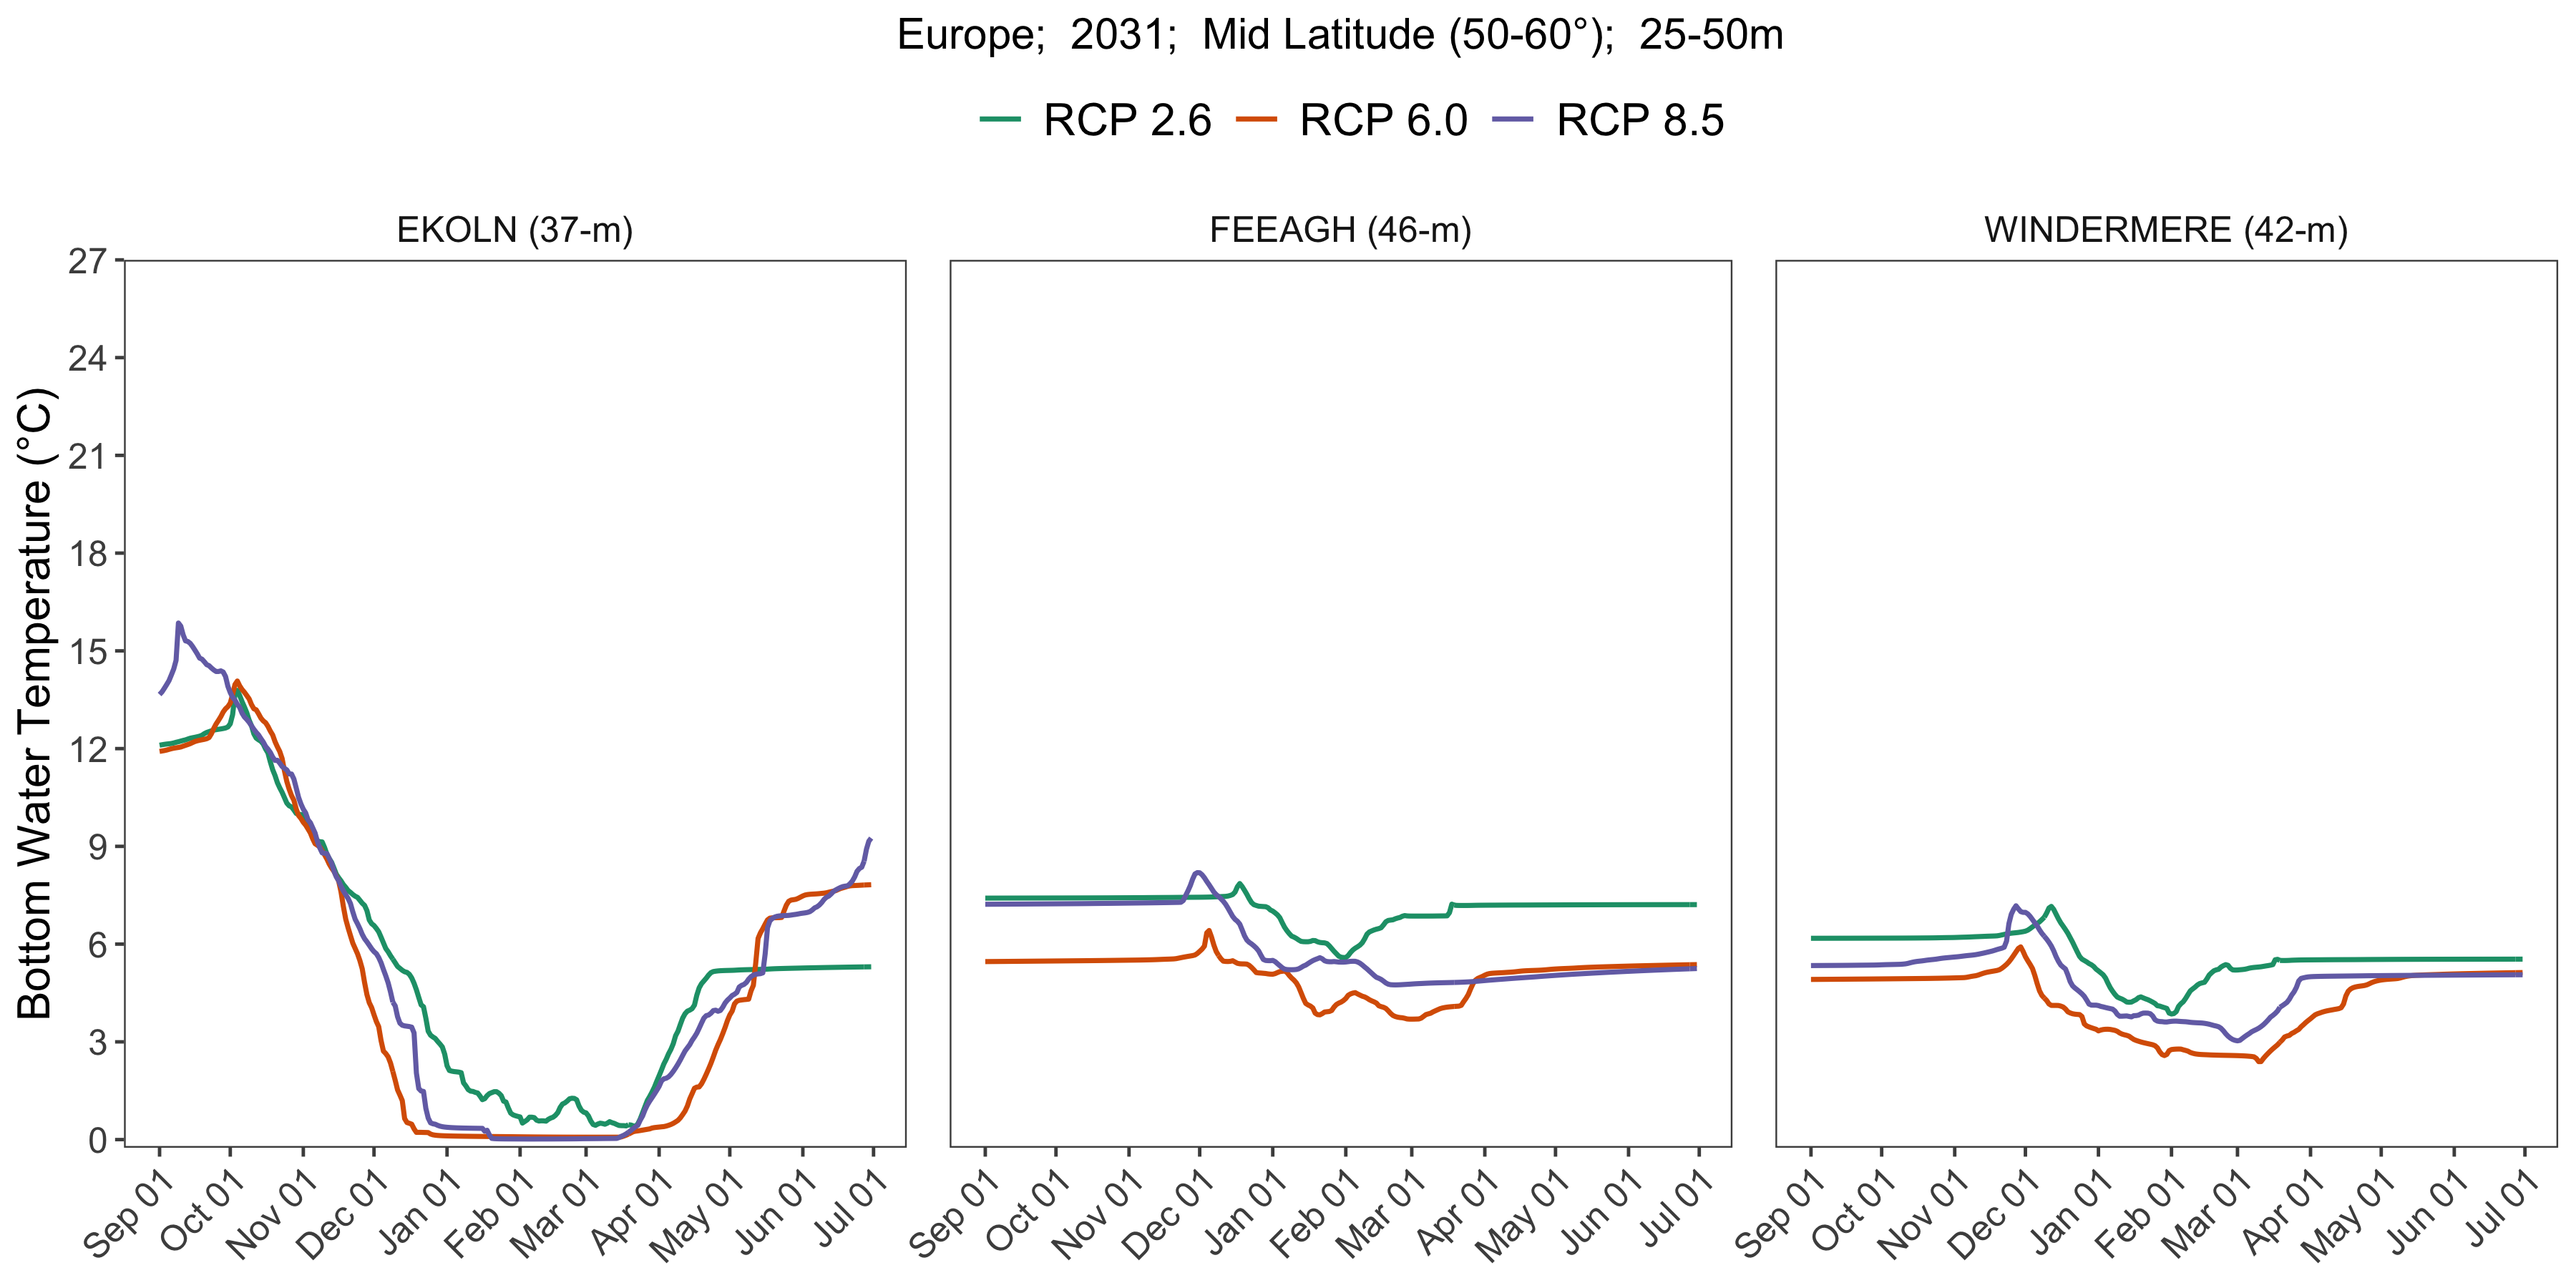 Europe;  2031;  Mid Latitude (50-60°);  25-50m
RCP 2.6 RCP 6.0 RCP 8.5
EKOLN (37-m) FEEAGH (46-m) WINDERMERE (42-m)
Bottom Water Temperature (°C)
27
24
21
18
15
12
9
6
3
0
Sep 01 Oct 01 Nov 01 Dec 01 Jan 01 Feb 01 Mar 01 Apr 01 May 01 Jun 01 Jul 01
Sep 01 Oct 01 Nov 01 Dec 01 Jan 01 Feb 01 Mar 01 Apr 01 May 01 Jun 01 Jul 01
Sep 01 Oct 01 Nov 01 Dec 01 Jan 01 Feb 01 Mar 01 Apr 01 May 01 Jun 01 Jul 01